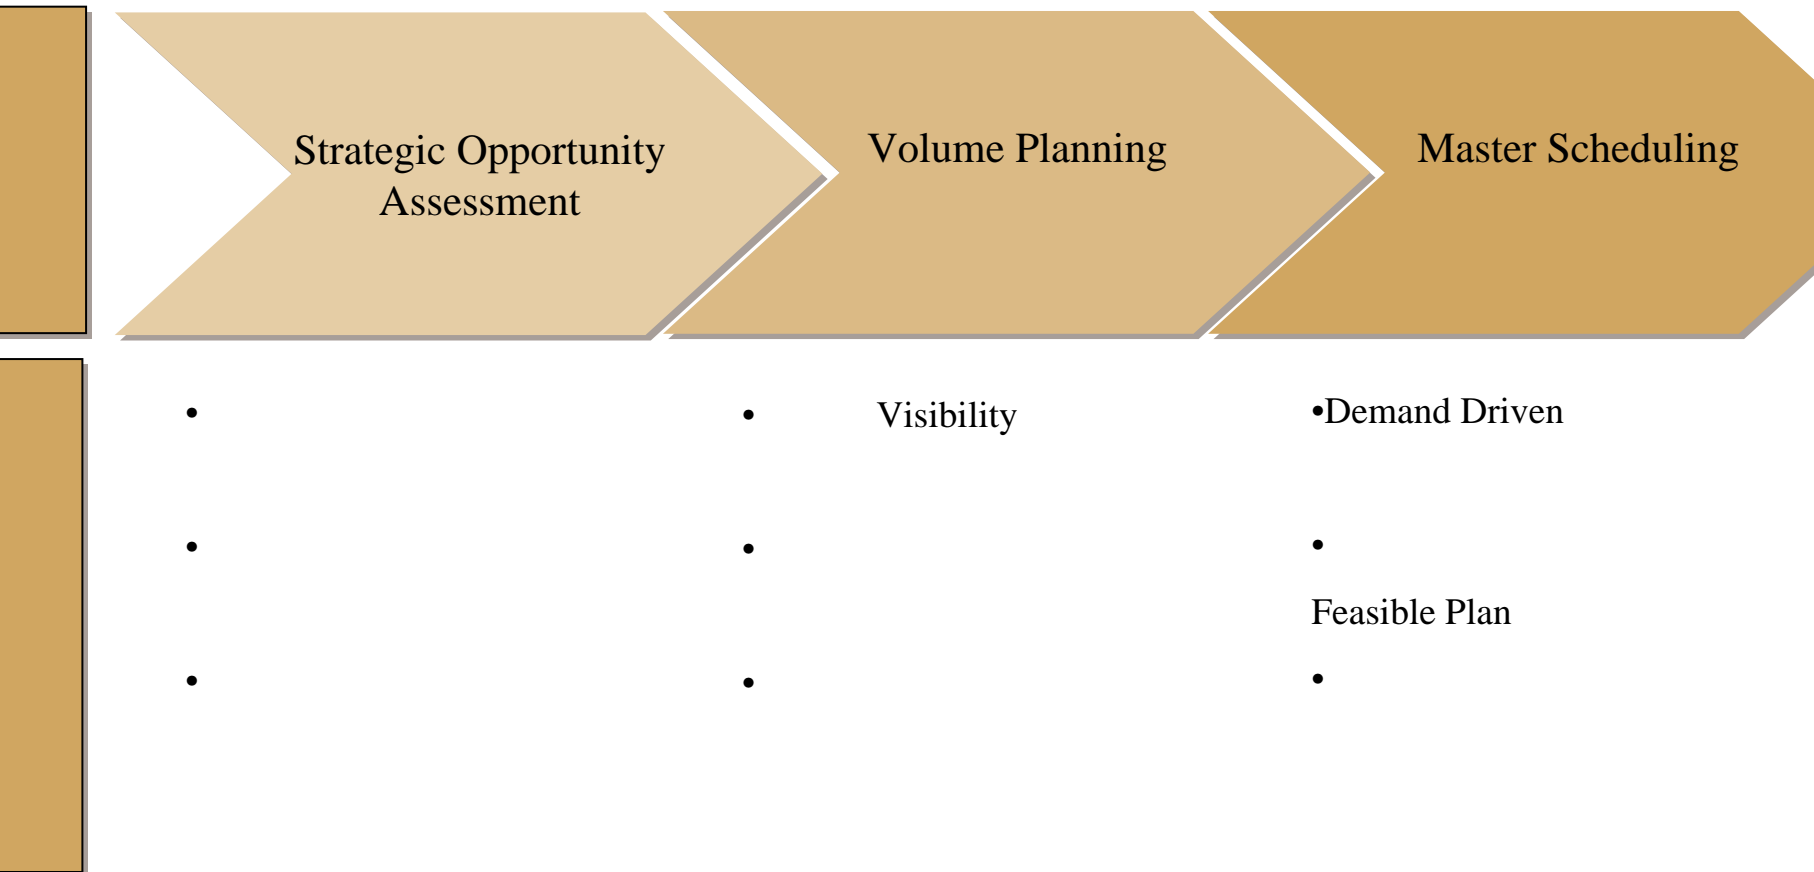 Strategic Opportunity
Assessment
Volume Planning
Master Scheduling
•
•
•
• Visibility
•
•
•Demand Driven
•
Feasible Plan
•